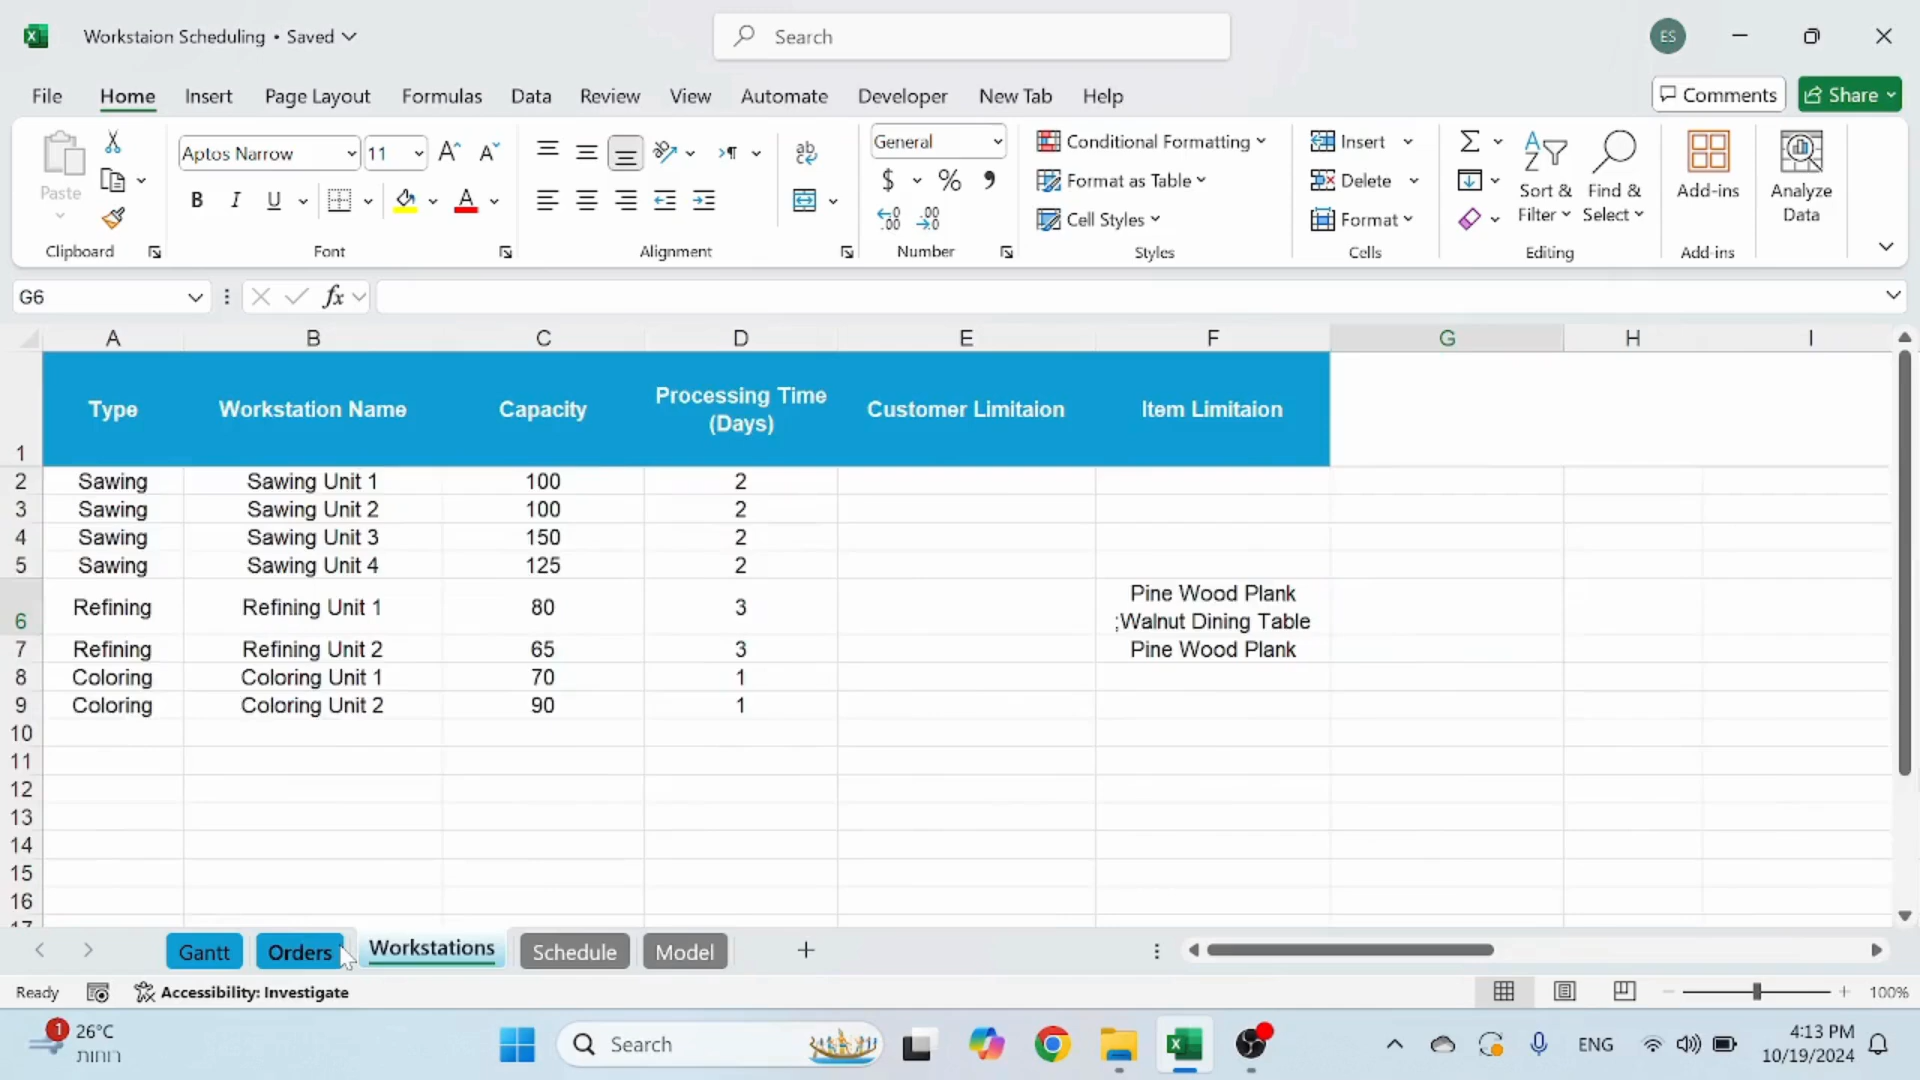 Workstaion Scheduling • Saved
Search
ES
File Home Insert Page Layout Formulas Data Review View Automate Developer New Tab Help
Comments
Share
Paste
Clipboard
Aptos Narrow
11
B I U
Font
Alignment
General
Number
Conditional Formatting
Format as Table
Cell Styles
Styles
Insert
Delete
Format
Cells
Sort & Filter
Find & Select
Editing
Add-ins
Add-ins
Analyze Data
G6
fx
A B C D E F G H I
1 Type Workstation Name Capacity Processing Time (Days) Customer Limitaion Item Limitaion
2 Sawing Sawing Unit 1 100 2
3 Sawing Sawing Unit 2 100 2
4 Sawing Sawing Unit 3 150 2
5 Sawing Sawing Unit 4 125 2
6 Refining Refining Unit 1 80 3 Pine Wood Plank
;Walnut Dining Table
7 Refining Refining Unit 2 65 3 Pine Wood Plank
8 Coloring Coloring Unit 1 70 1
9 Coloring Coloring Unit 2 90 1
10
11
12
13
14
15
16
17
Gantt Orders Workstations Schedule Model
Ready
Accessibility: Investigate
100%
1
26°C
רוחות
Search
ENG
4:13 PM
10/19/2024